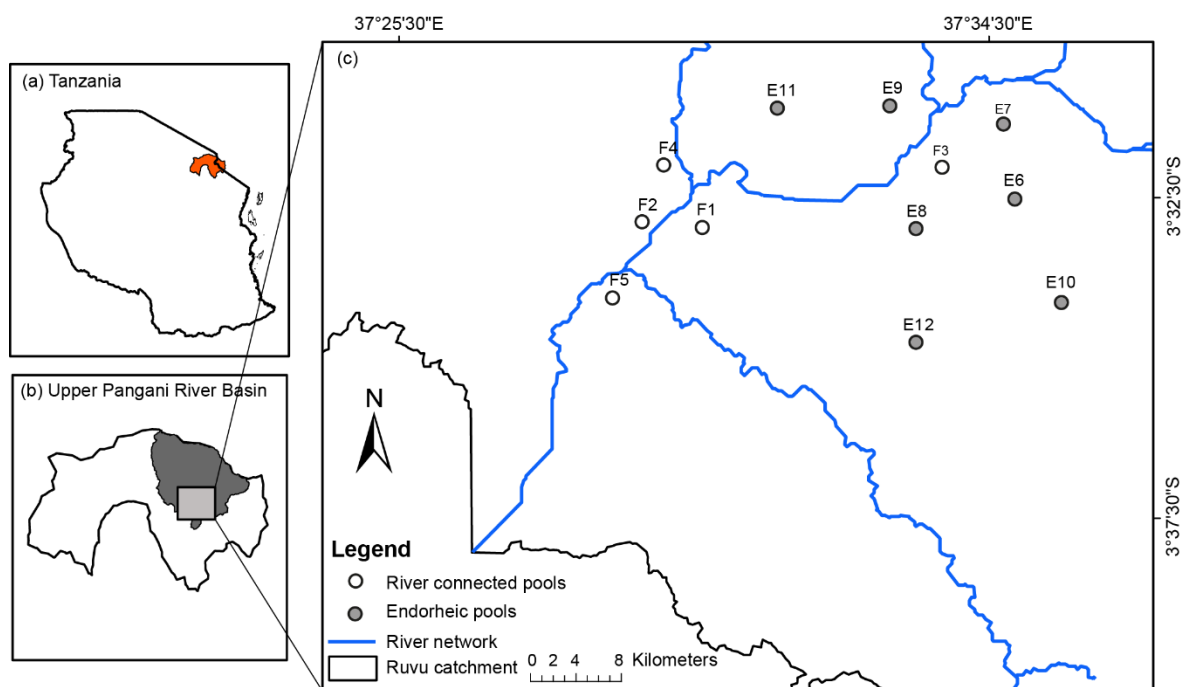 37°25'30"E
37°34'30"E
(a) Tanzania
(c)
E11
E9
E7
F4
F3
E6
3°32'30"S
F2
F1
E8
F5
E10
E12
(b) Upper Pangani River Basin
N
3°37'30"S
Legend
River connected pools
Endorheic pools
River network
Ruvu catchment
0 2 4 8 Kilometers